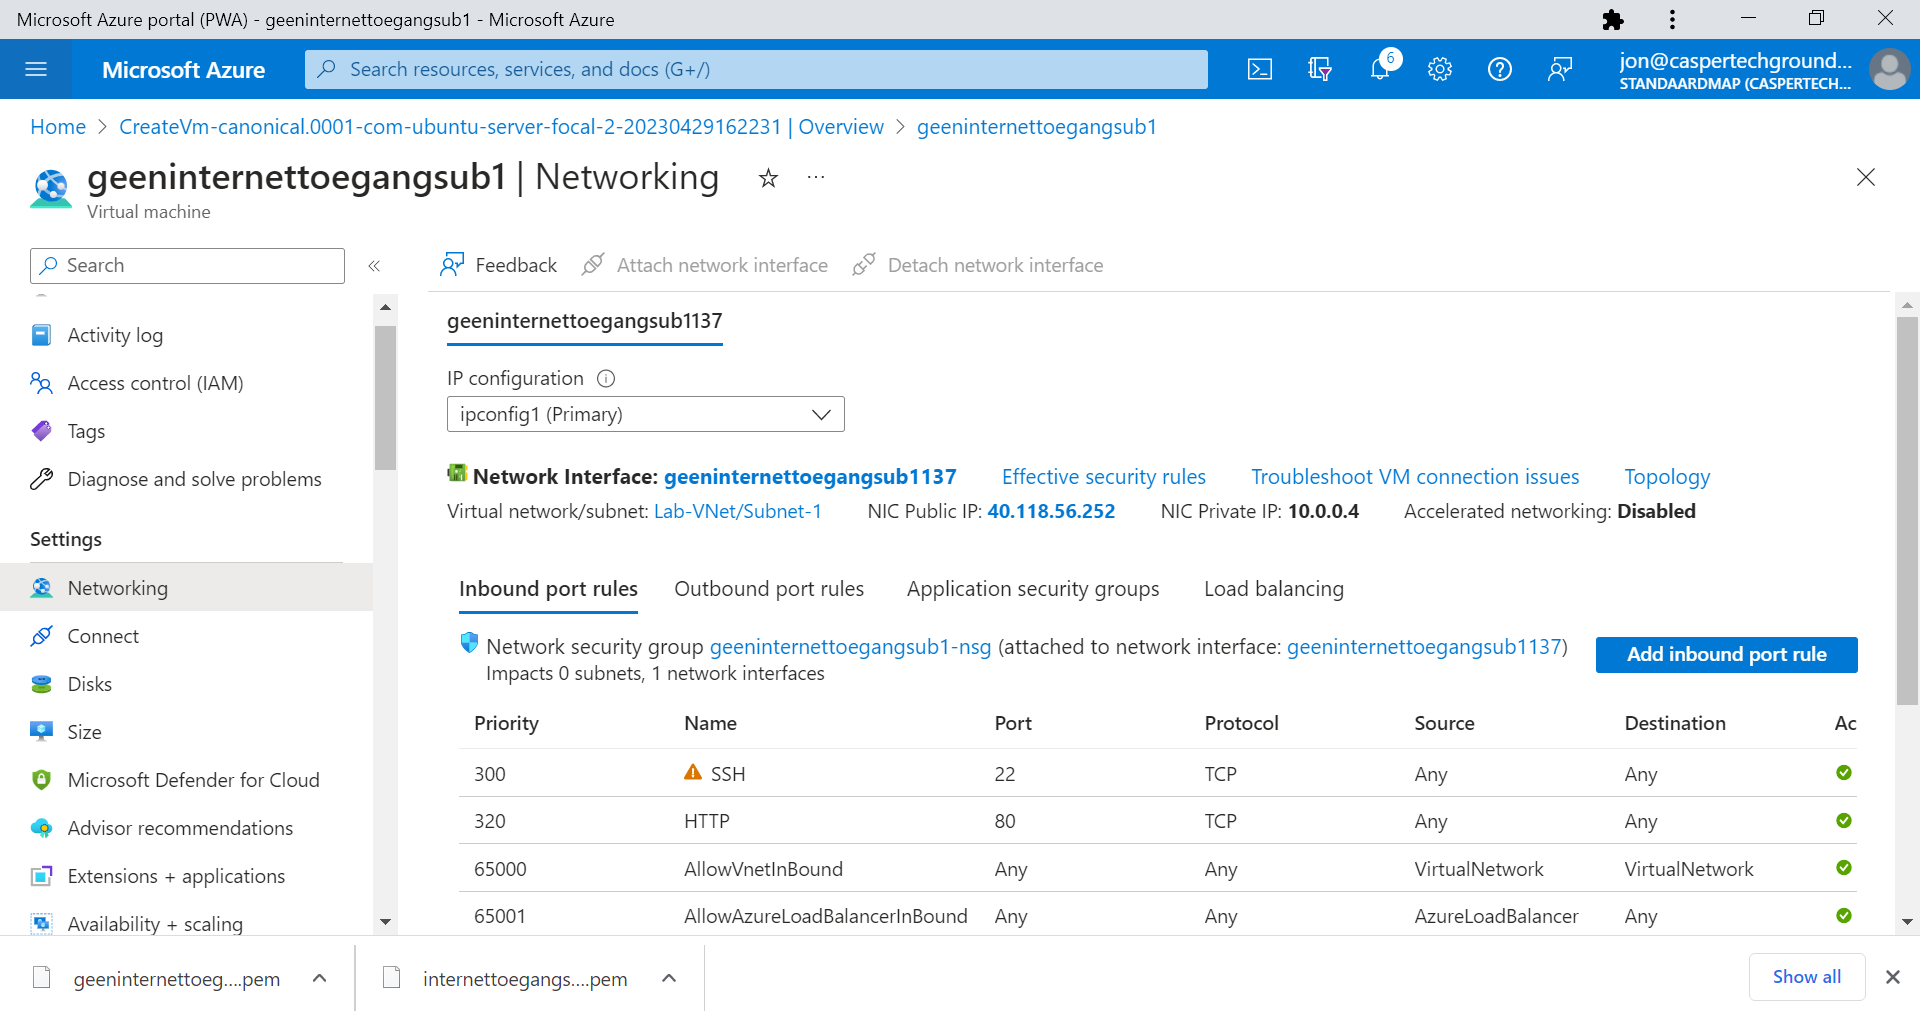 Microsoft Azure portal (PWA) - geeninternettoegangsub1 - Microsoft Azure
Microsoft Azure
Search resources, services, and docs (G+/)
6
jon@caspertechground...
STANDAARDMAP (CASPERTECH...
Home > CreateVm-canonical.0001-com-ubuntu-server-focal-2-20230429162231 | Overview > geeninternettoegangsub1
geeninternettoegangsub1 | Networking
Virtual machine
Search
Feedback
Attach network interface
Detach network interface
Activity log
Access control (IAM)
Tags
Diagnose and solve problems
Settings
Networking
Connect
Disks
Size
Microsoft Defender for Cloud
Advisor recommendations
Extensions + applications
Availability + scaling
geeninternettoegangsub1137
IP configuration
ipconfig1 (Primary)
Network Interface: geeninternettoegangsub1137 Effective security rules Troubleshoot VM connection issues Topology
Virtual network/subnet: Lab-VNet/Subnet-1 NIC Public IP: 40.118.56.252 NIC Private IP: 10.0.0.4 Accelerated networking: Disabled
Inbound port rules Outbound port rules Application security groups Load balancing
Network security group geeninternettoegangsub1-nsg (attached to network interface: geeninternettoegangsub1137)
Impacts 0 subnets, 1 network interfaces
Add inbound port rule
Priority Name Port Protocol Source Destination Ac
300 SSH 22 TCP Any Any
320 HTTP 80 TCP Any Any
65000 AllowVnetInBound Any Any VirtualNetwork VirtualNetwork
65001 AllowAzureLoadBalancerInBound Any Any AzureLoadBalancer Any
geeninternettoeg....pem
internettoegangs....pem
Show all